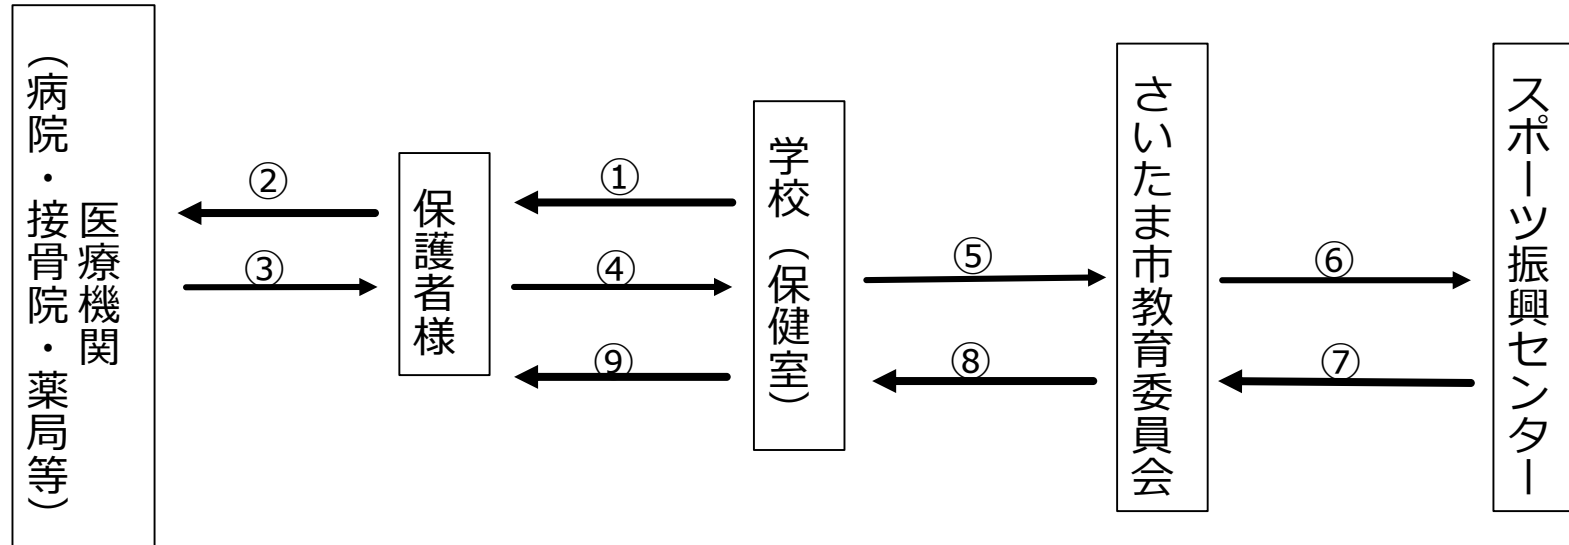 医療機関
（病院・接骨院・薬局等）
②
③
保護者様
①
④
⑨
学校（保健室）
⑤
⑧
さいたま市教育委員会
⑥
⑦
スポーツ振興センター